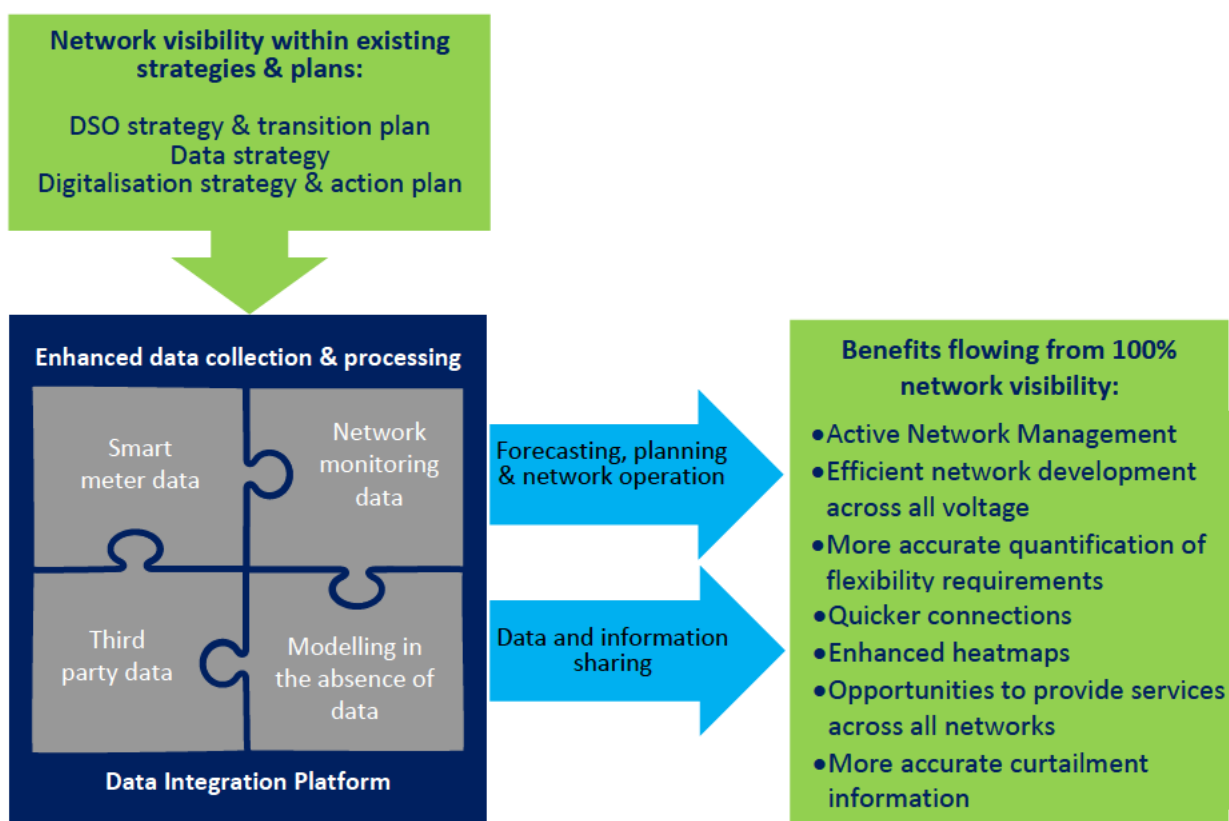 Network visibility within existing
strategies & plans:
DSO strategy & transition plan
Data strategy
Digitalisation strategy & action plan
Enhanced data collection & processing
Smart
meter data
Network
monitoring
data
Third
party data
Modelling in
the absence of
data
Data Integration Platform
Forecasting, planning
& network operation
Data and information
sharing
Benefits flowing from 100%
network visibility:
•Active Network Management
•Efficient network development
across all voltage
•More accurate quantification of
flexibility requirements
•Quicker connections
•Enhanced heatmaps
•Opportunities to provide services
across all networks
•More accurate curtailment
information